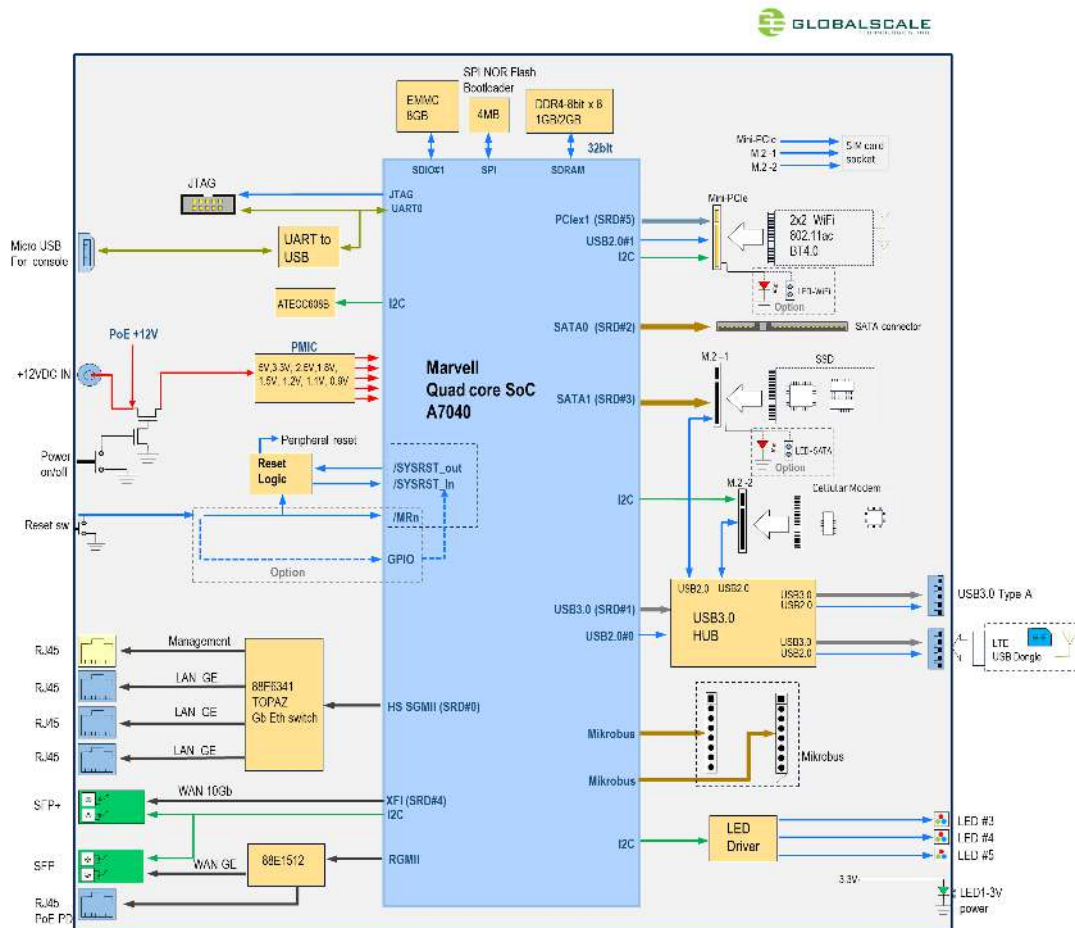 GLOBALSCALE
TECHNOLOGIES, INC
SPI NOR Flash
Bootloader
EMMC
8GB
4MB
DDR4-8bit x 8
1GB/2GB
32bit
SDIO#1
SPI
SDRAM
Mini-PCIe
M.2-1
M.2-2
SIM card
socket
JTAG
JTAG
UART0
Micro USB
For console
UART to
USB
ATECC608B
I2C
PoE +12V
+12VDC IN
PMIC
5V,3.3V, 2.5V,1.8V,
1.5V, 1.2V, 1.1V, 0.9V
Marvell
Quad core SoC
A7040
Power
on/off
Peripheral reset
Reset
Logic
/SYSRST_out
/SYSRST_In
/MRn
GPIO
Reset sw
Option
PCIex1 (SRD#5)
USB2.0#1
I2C
Mini-PCIe
2x2 WiFi
802.11ac
BT4.0
LED-WiFi
Option
SATA0 (SRD#2)
SATA connector
M.2-1
SSD
SATA1 (SRD#3)
LED-SATA
Option
M.2-2
Cellular Modem
I2C
USB2.0 USB2.0
USB3.0 (SRD#1)
USB2.0#0
USB3.0
HUB
USB3.0
USB2.0
USB3.0
USB2.0
USB3.0 Type A
LTE
USB Dongle
RJ45
Management
RJ45
LAN GE
RJ45
LAN GE
RJ45
LAN GE
88E6341
TOPAZ
Gb Eth switch
HS SGMII (SRD#0)
Mikrobus
Mikrobus
Mikrobus
SFP+
WAN 10Gb
XFI (SRD#4)
I2C
SFP
WAN GE
88E1512
RGMII
RJ45
PoE PD
I2C
LED
Driver
LED #3
LED #4
LED #5
3.3V
LED1-3V
power